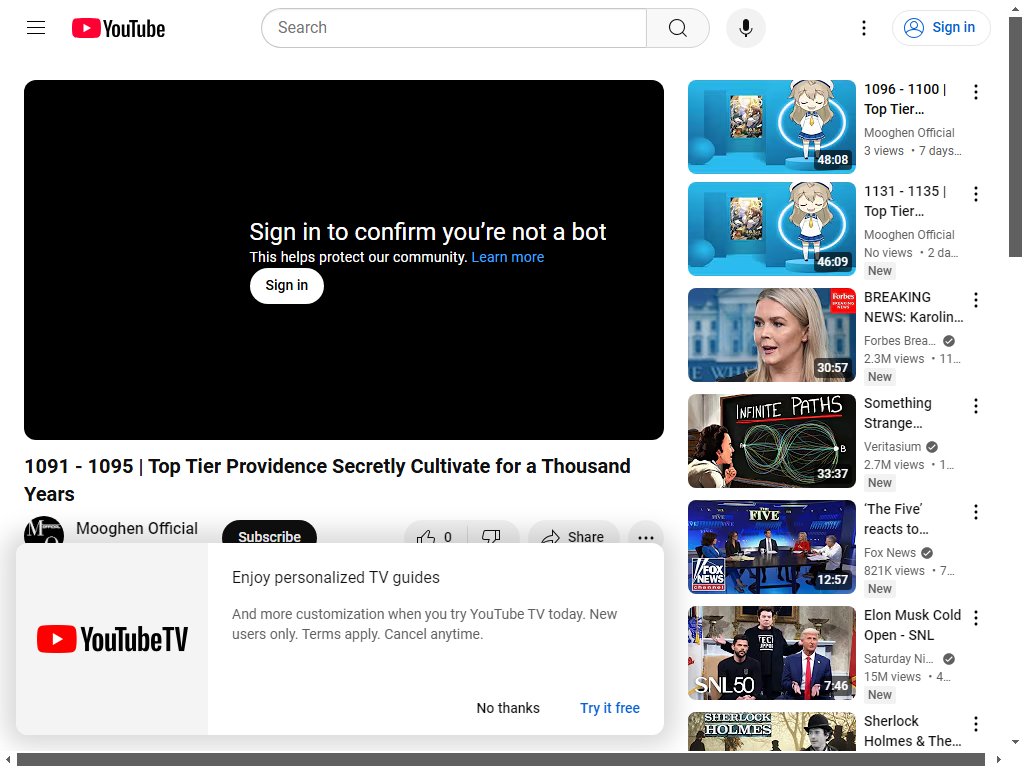 YouTube
Search
Sign in
Sign in to confirm you’re not a bot
This helps protect our community. Learn more
Sign in
1091 - 1095 | Top Tier Providence Secretly Cultivate for a Thousand
Years
Mooghen Official
Subscribe
0
Share
YouTubeTV
Enjoy personalized TV guides
And more customization when you try YouTube TV today. New
users only. Terms apply. Cancel anytime.
No thanks
Try it free
48:08
1096 - 1100 |
Top Tier…
Mooghen Official
3 views • 7 days…
46:09
1131 - 1135 |
Top Tier…
Mooghen Official
No views • 2 da…
New
Forbes
BREAKING
NEWS
30:57
BREAKING
NEWS: Karolin…
Forbes Brea…
2.3M views • 11…
New
INFINITE PATHS
A
B
33:37
Something
Strange…
Veritasium
2.7M views • 1…
New
THE FIVE
FOX
NEWS
channel
12:57
‘The Five’
reacts to…
Fox News
821K views • 7…
New
TECH
SUPPORT
SNL50
7:46
Elon Musk Cold
Open - SNL
Saturday Ni…
15M views • 4…
New
SHERLOCK
HOLMES
Sherlock
Holmes & The…